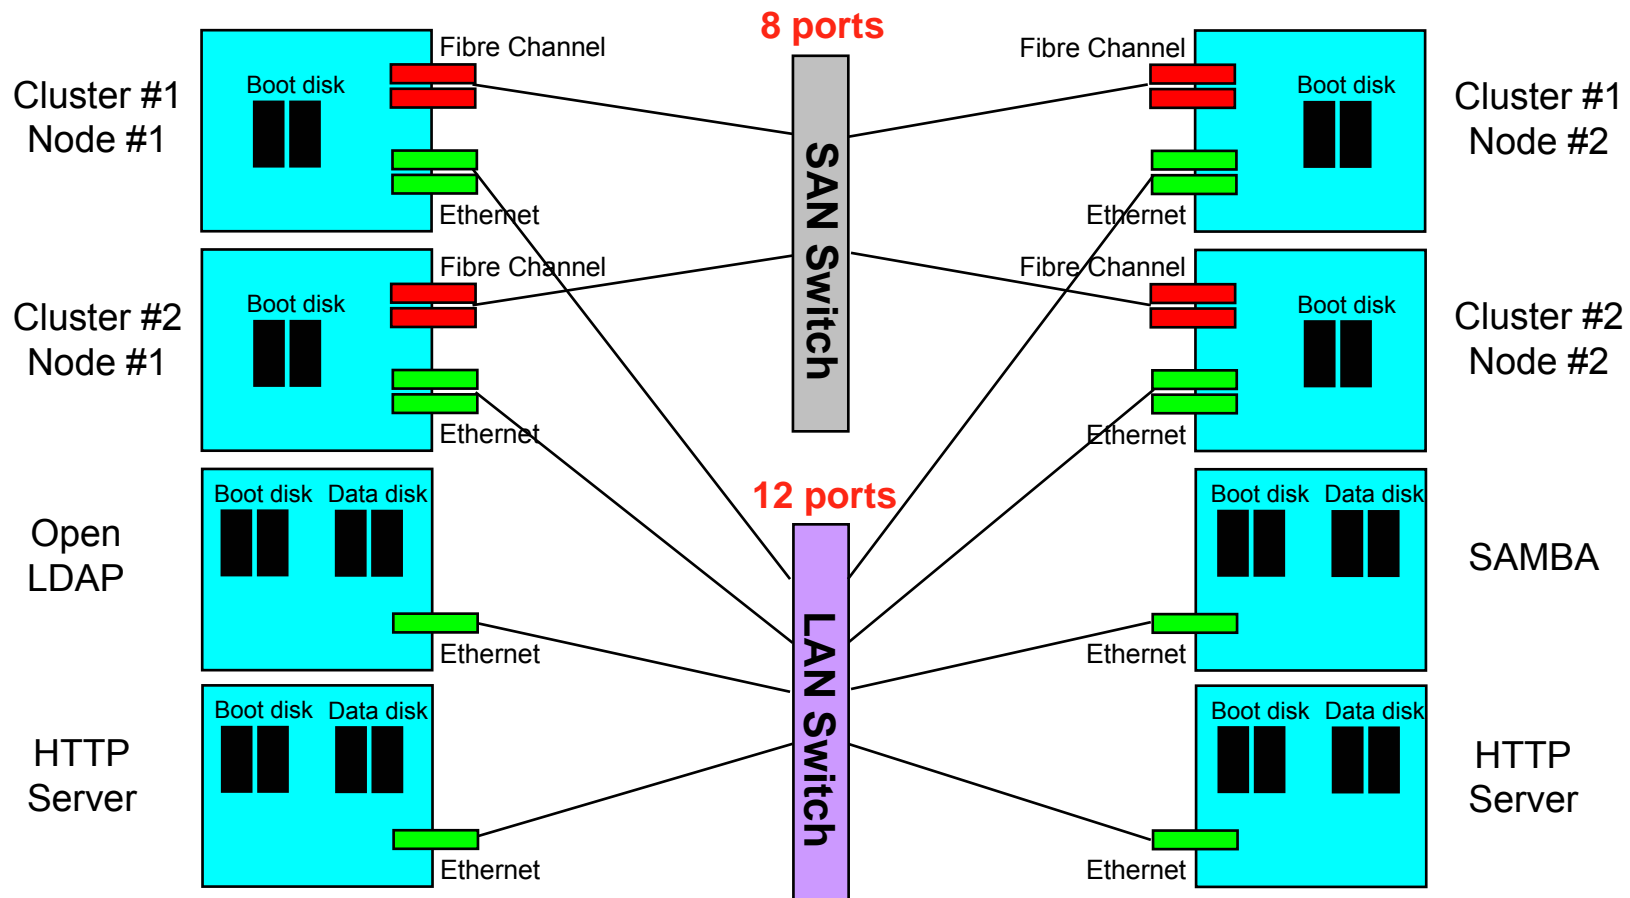 8 ports
Fibre Channel
Fibre Channel
Boot disk
Boot disk
Cluster #1
Node #1
Cluster #1
Node #2
SAN Switch
Ethernet
Ethernet
Fibre Channel
Fibre Channel
Boot disk
Boot disk
Cluster #2
Node #1
Cluster #2
Node #2
Ethernet
Ethernet
12 ports
Boot disk Data disk
Boot disk Data disk
Open
LDAP
SAMBA
LAN Switch
Ethernet
Ethernet
Boot disk Data disk
Boot disk Data disk
HTTP
Server
HTTP
Server
Ethernet
Ethernet